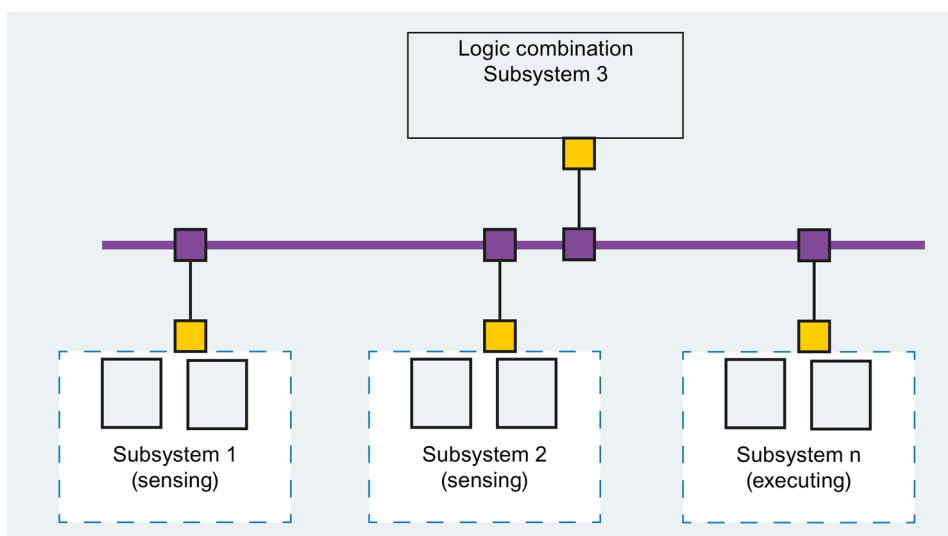 Logic combination
Subsystem 3
Subsystem 1
(sensing)
Subsystem 2
(sensing)
Subsystem n
(executing)